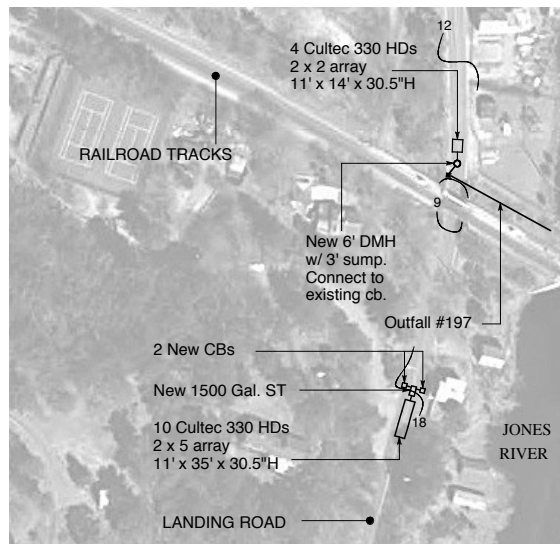 12
4 Cultec 330 HDs
2 x 2 array
11' x 14' x 30.5"H
RAILROAD TRACKS
9
New 6' DMH
w/ 3' sump.
Connect to
existing cb.
Outfall #197
2 New CBs
New 1500 Gal. ST
18
10 Cultec 330 HDs
2 x 5 array
11' x 35' x 30.5"H
JONES
RIVER
LANDING ROAD